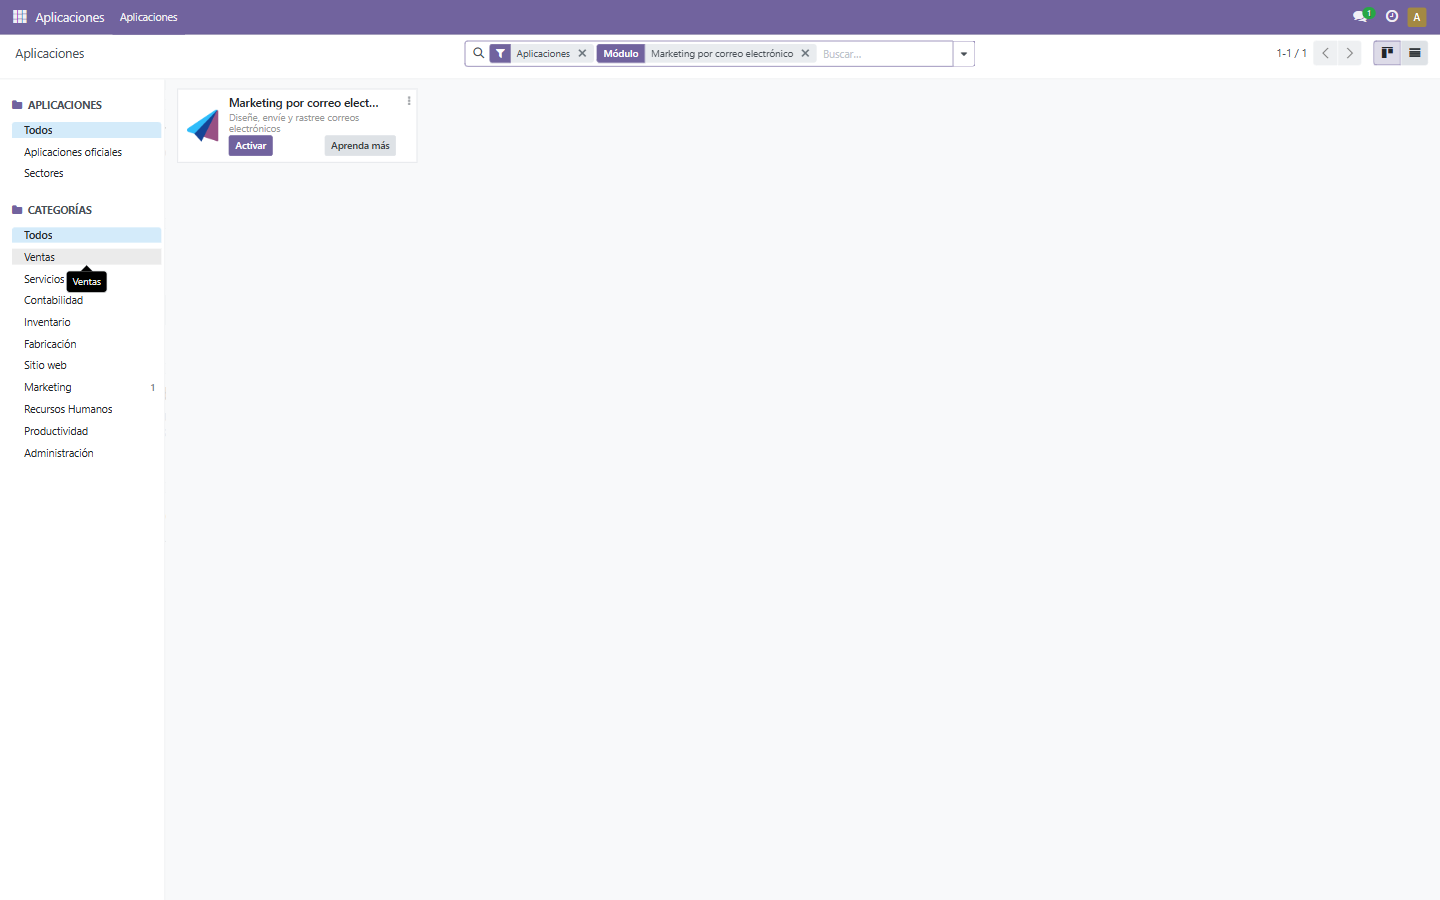 Aplicaciones Aplicaciones 1 A
Aplicaciones Aplicaciones Módulo Marketing por correo electrónico Buscar... 1-1 / 1
APLICACIONES
Todos
Aplicaciones oficiales
Sectores
CATEGORÍAS
Todos
Ventas
Servicios
Ventas
Contabilidad
Inventario
Fabricación
Sitio web
Marketing 1
Recursos Humanos
Productividad
Administración
Marketing por correo elect...
Diseñe, envíe y rastree correos
electrónicos
Activar Aprenda más